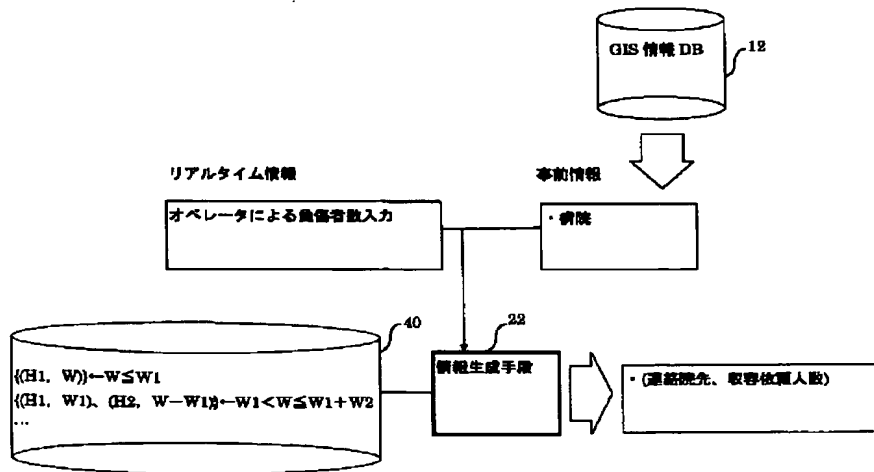 GIS 情報 DB
12
リアルタイム情報
事前情報
オペレータによる負傷者数入力
・病院
40
22
{(H1, W)}←W≦W1
{(H1, W1)、(H2, W−W1)}←W1<W≦W1+W2
…
情報生成手段
・(連絡院先、収容依頼人数)